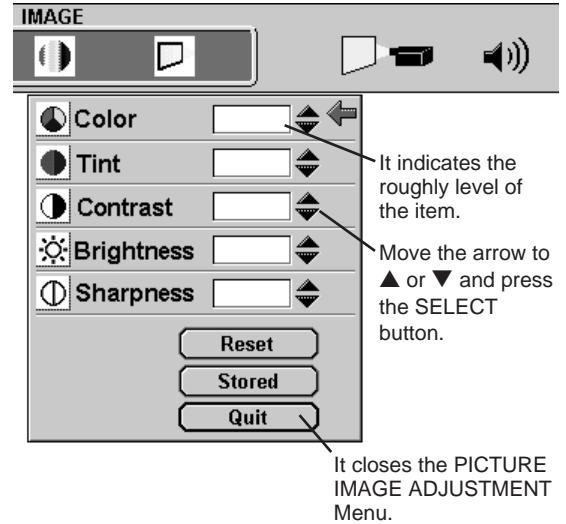 IMAGE
Color
Tint
Contrast
Brightness
Sharpness
Reset
Stored
Quit
It indicates the
roughly level of
the item.
Move the arrow to
▲ or ▼ and press
the SELECT
button.
It closes the PICTURE
IMAGE ADJUSTMENT
Menu.